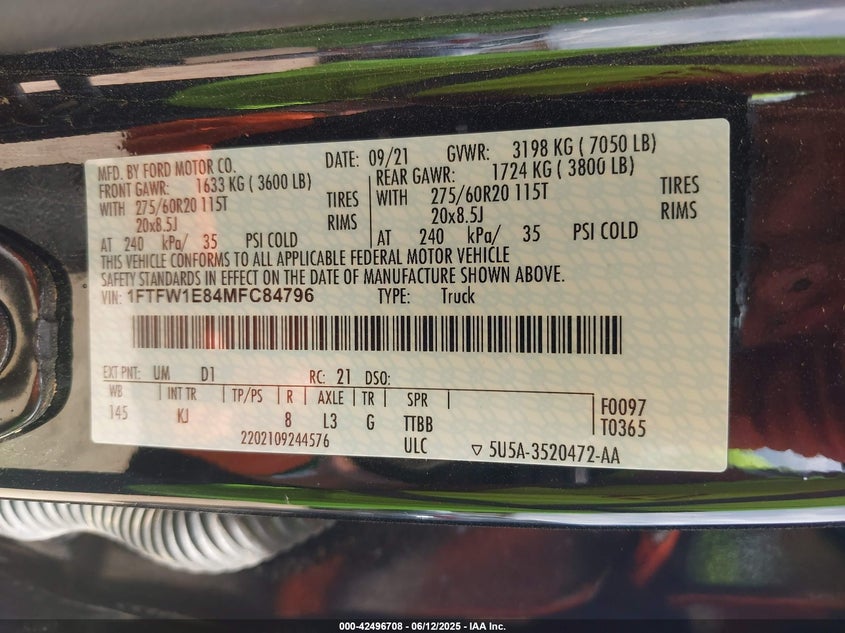 MFD. BY FORD MOTOR CO. DATE: 09/21 GVWR: 3198 KG ( 7050 LB)
FRONT GAWR: 1633 KG ( 3600 LB) REAR GAWR: 1724 KG ( 3800 LB)
WITH 275/60R20 115T TIRES WITH 275/60R20 115T TIRES
20x8.5J RIMS 20x8.5J RIMS
AT 240 kPa/ 35 PSI COLD AT 240 kPa/ 35 PSI COLD
THIS VEHICLE CONFORMS TO ALL APPLICABLE FEDERAL MOTOR VEHICLE
SAFETY STANDARDS IN EFFECT ON THE DATE OF MANUFACTURE SHOWN ABOVE.
VIN: 1FTFW1E84MFC84796 TYPE: Truck
EXT PNT: UM D1 RC: 21 DSO:
WB INT TR TP/PS R AXLE TR SPR
145 KJ 8 L3 G TTBB F0097
T0365
2202109244576 ULC ▽ 5U5A-3520472-AA
000-42496708 - 06/12/2025 - IAA Inc.